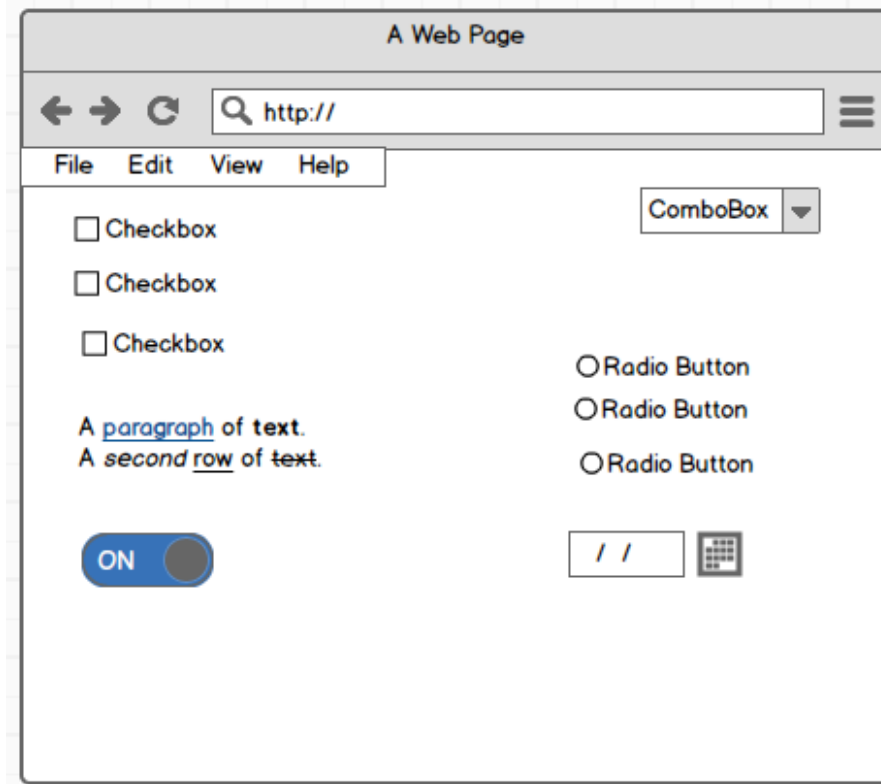 A Web Page
http://
File Edit View Help
ComboBox
Checkbox
Checkbox
Checkbox
Radio Button
Radio Button
Radio Button
A paragraph of text.
A second row of text.
ON
/ /